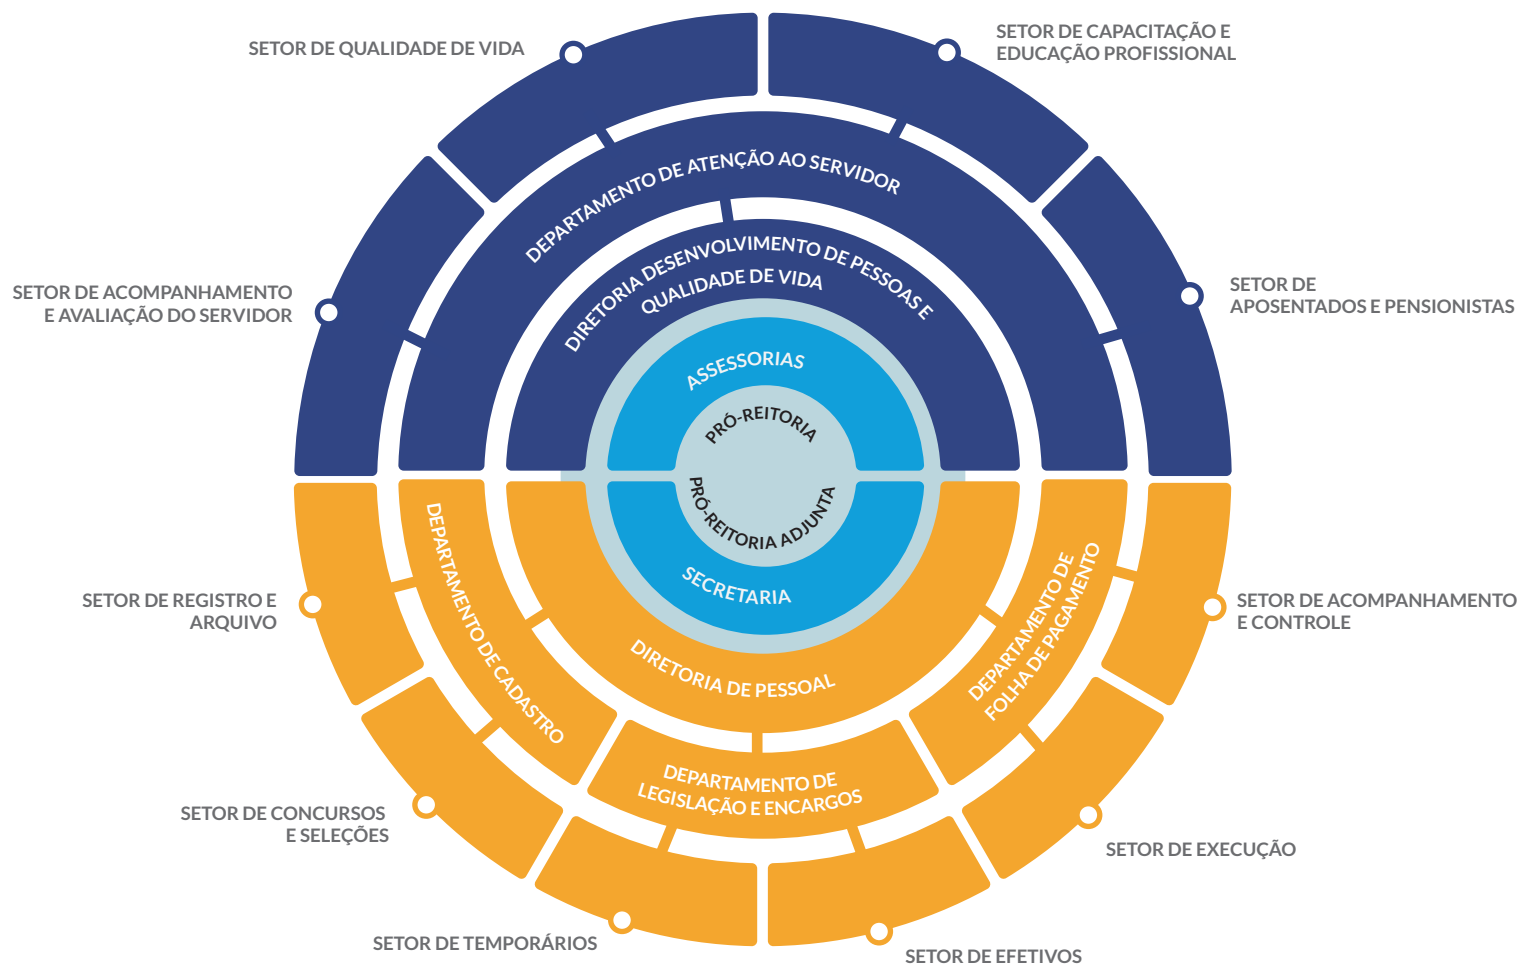 SETOR DE QUALIDADE DE VIDA
SETOR DE CAPACITAÇÃO E
EDUCAÇÃO PROFISSIONAL
DEPARTAMENTO DE ATENÇÃO AO SERVIDOR
DIRETORIA DESENVOLVIMENTO DE PESSOAS E
QUALIDADE DE VIDA
SETOR DE ACOMPANHAMENTO
E AVALIAÇÃO DO SERVIDOR
SETOR DE
APOSENTADOS E PENSIONISTAS
ASSESSORIAS
PRÓ-REITORIA
PRÓ-REITORIA ADJUNTA
SECRETARIA
DIRETORIA DE PESSOAL
DEPARTAMENTO DE CADASTRO
DEPARTAMENTO DE
FOLHA DE PAGAMENTO
DEPARTAMENTO DE
LEGISLAÇÃO E ENCARGOS
SETOR DE REGISTRO E
ARQUIVO
SETOR DE ACOMPANHAMENTO
E CONTROLE
SETOR DE CONCURSOS
E SELEÇÕES
SETOR DE EXECUÇÃO
SETOR DE TEMPORÁRIOS
SETOR DE EFETIVOS